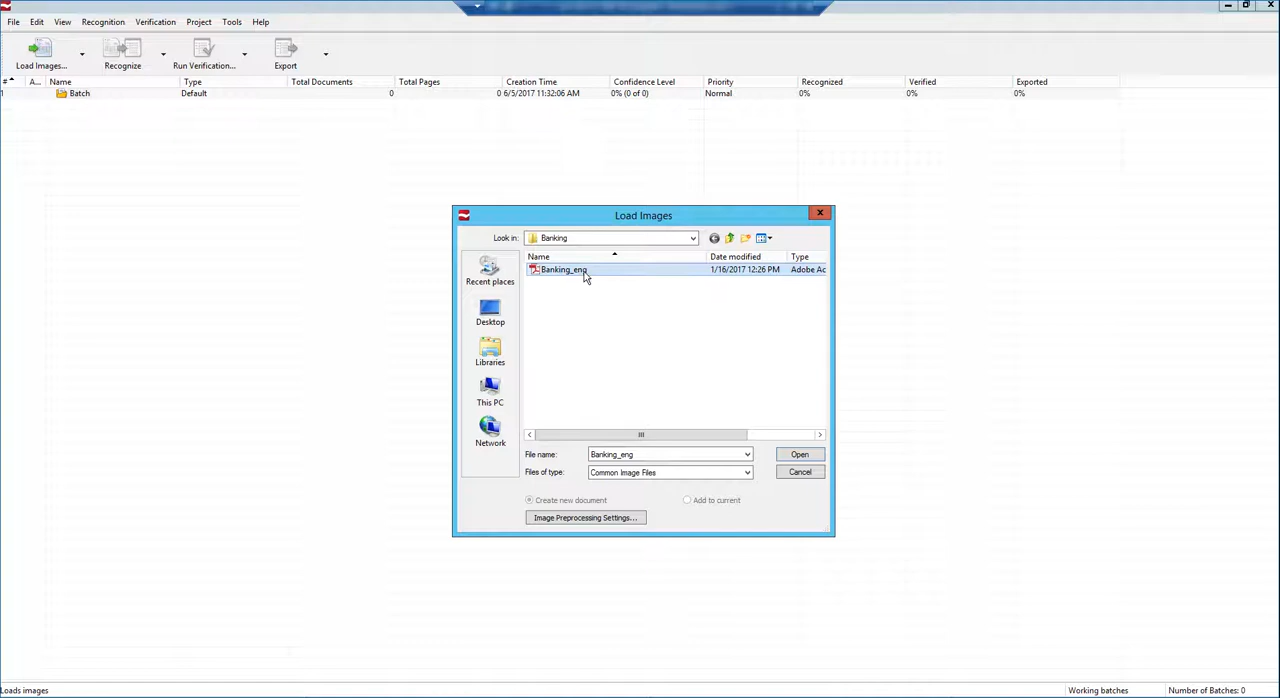 File Edit View Recognition Verification Project Tools Help
Load Images... Recognize Run Verification... Export
# A... Name Type Total Documents Total Pages Creation Time Confidence Level Priority Recognized Verified Exported
1 Batch Default 0 0 6/5/2017 11:32:06 AM 0% (0 of 0) Normal 0% 0% 0%
Load Images
Look in: Banking
Name Date modified Type
Banking_eng 1/16/2017 12:26 PM Adobe Ac
Recent places
Desktop
Libraries
This PC
Network
File name: Banking_eng Open
Files of type: Common Image Files Cancel
Create new document Add to current
Image Preprocessing Settings...
Loads images Working batches Number of Batches: 0